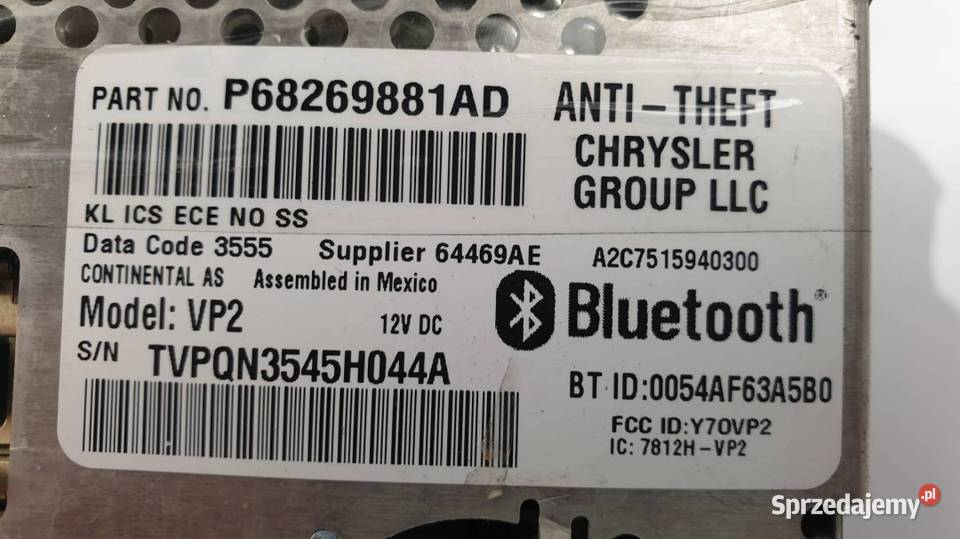 PART NO. P68269881AD
ANTI-THEFT
CHRYSLER
GROUP LLC
KL ICS ECE NO SS
Data Code 3555 Supplier 64469AE A2C7515940300
CONTINENTAL AS Assembled in Mexico
Model: VP2 12V DC
Bluetooth®
S/N TVPQN3545H044A
BT ID:0054AF63A5B0
FCC ID:Y70VP2
IC: 7812H-VP2
Sprzedajemy.pl